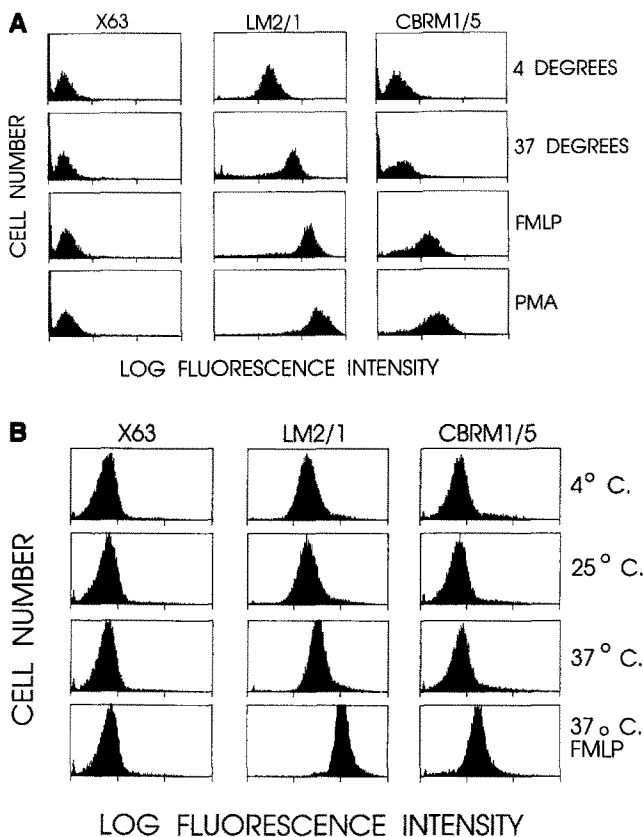 A
X63 LM2/1 CBRM1/5
4 DEGREES
37 DEGREES
FMLP
PMA
CELL NUMBER
LOG FLUORESCENCE INTENSITY
B
X63 LM2/1 CBRM1/5
4° C.
25° C.
37° C.
37° C.
FMLP
CELL NUMBER
LOG FLUORESCENCE INTENSITY